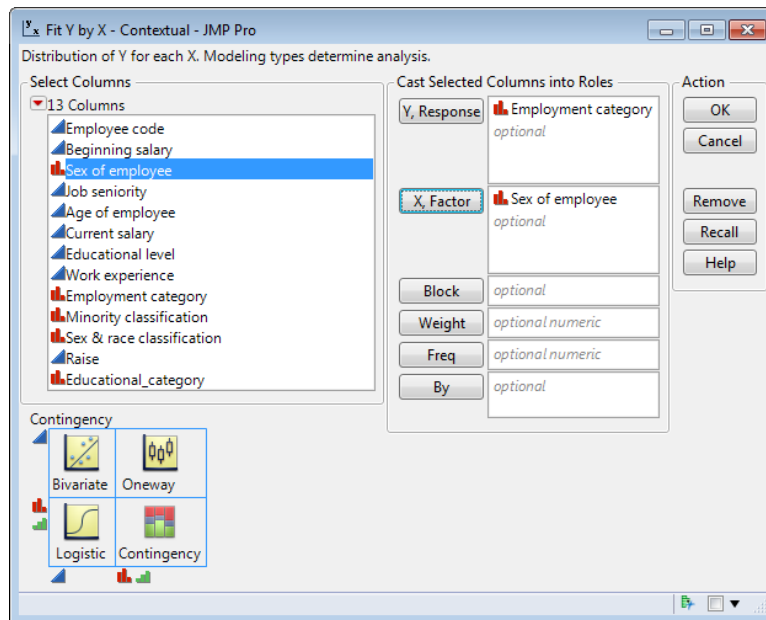 Fit Y by X - Contextual - JMP Pro
Distribution of Y for each X. Modeling types determine analysis.
Select Columns
13 Columns
Employee code
Beginning salary
Sex of employee
Job seniority
Age of employee
Current salary
Educational level
Work experience
Employment category
Minority classification
Sex & race classification
Raise
Educational_category
Cast Selected Columns into Roles
Y, Response
Employment category
optional
X, Factor
Sex of employee
optional
Block
optional
Weight
optional numeric
Freq
optional numeric
By
optional
Action
OK
Cancel
Remove
Recall
Help
Contingency
Bivariate
Oneway
Logistic
Contingency